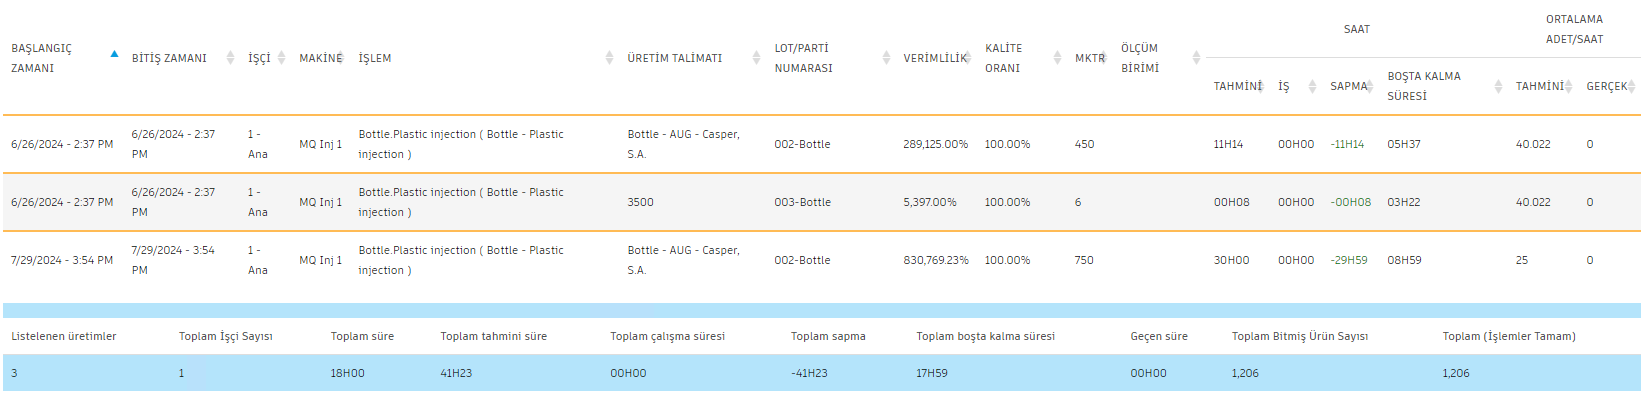 SAAT
ORTALAMA
ADET/SAAT
BAŞLANGIÇ
ZAMANI
BİTİŞ ZAMANI
İŞÇİ
MAKİNE
İŞLEM
ÜRETİM TALİMATI
LOT/PARTİ
NUMARASI
VERİMLİLİK
KALİTE
ORANI
MKTR
ÖLÇÜM
BİRİMİ
TAHMİNİ
İŞ
SAPMA
BOŞTA KALMA
SÜRESİ
TAHMİNİ
GERÇEK
6/26/2024 - 2:37 PM
6/26/2024 - 2:37
PM
1 -
Ana
MQ Inj 1
Bottle.Plastic injection ( Bottle - Plastic
injection )
Bottle - AUG - Casper,
S.A.
002-Bottle
289,125.00%
100.00%
450
11H14
00H00
-11H14
05H37
40.022
0
6/26/2024 - 2:37 PM
6/26/2024 - 2:37
PM
1 -
Ana
MQ Inj 1
Bottle.Plastic injection ( Bottle - Plastic
injection )
3500
003-Bottle
5,397.00%
100.00%
6
00H08
00H00
-00H08
03H22
40.022
0
7/29/2024 - 3:54 PM
7/29/2024 - 3:54
PM
1 -
Ana
MQ Inj 1
Bottle.Plastic injection ( Bottle - Plastic
injection )
Bottle - AUG - Casper,
S.A.
002-Bottle
830,769.23%
100.00%
750
30H00
00H00
-29H59
08H59
25
0
Listelenen üretimler
Toplam İşçi Sayısı
Toplam süre
Toplam tahmini süre
Toplam çalışma süresi
Toplam sapma
Toplam boşta kalma süresi
Geçen süre
Toplam Bitmiş Ürün Sayısı
Toplam (İşlemler Tamam)
3
1
18H00
41H23
00H00
-41H23
17H59
00H00
1,206
1,206